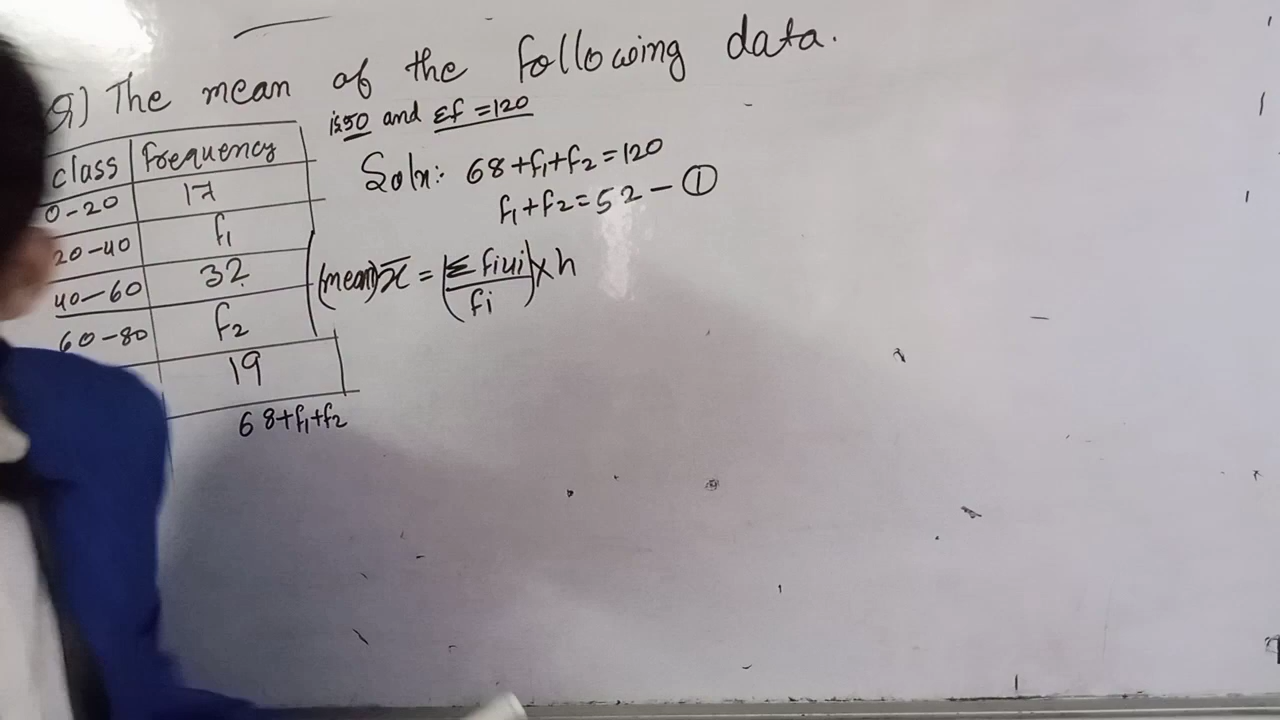 Q) The mean of the following data.
is 50 and Σf = 120
class | frequency
0-20 | 17
20-40 | f₁
40-60 | 32
60-80 | f₂
19
68+f₁+f₂
Soln: 68+f₁+f₂=120
f₁+f₂=52 - ①
(mean) x̄ = (Σfiui/fi)×h